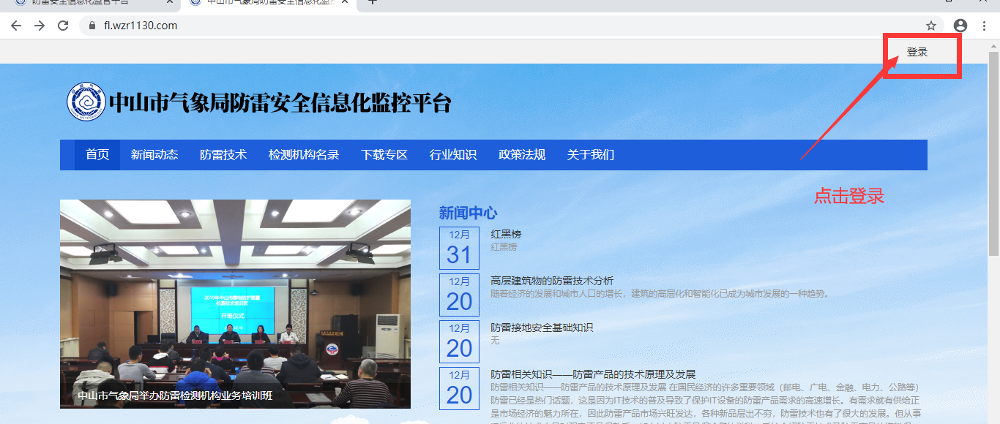 防雷安全信息化监管平台
中山市气象局防雷安全信息化监控
fl.wzr1130.com
登录
中山市气象局防雷安全信息化监控平台
首页 新闻动态 防雷技术 检测机构名录 下载专区 行业知识 政策法规 关于我们
点击登录
新闻中心
12月
31
红黑榜
红黑榜
12月
20
高层建筑物的防雷技术分析
随着经济的发展和城市人口的增长，建筑的高层化和智能化已成为城市发展的一种趋势。
12月
20
防雷接地安全基础知识
无
12月
20
防雷相关知识——防雷产品的技术原理及发展
防雷相关知识——防雷产品的技术原理及发展 在国民经济的许多重要领域（邮电、广电、金融、电力、公路等）
防雷已经是热门话题，这是因为IT技术的普及导致了保护IT设备的防雷产品需求的高速增长。有需求就有供给正
是市场经济的魅力所在，因此防雷产品市场兴旺发达，各种新品层出不穷，防雷技术也有了很大的发展。但从事
开班仪式
中山市气象局举办防雷检测机构业务培训班